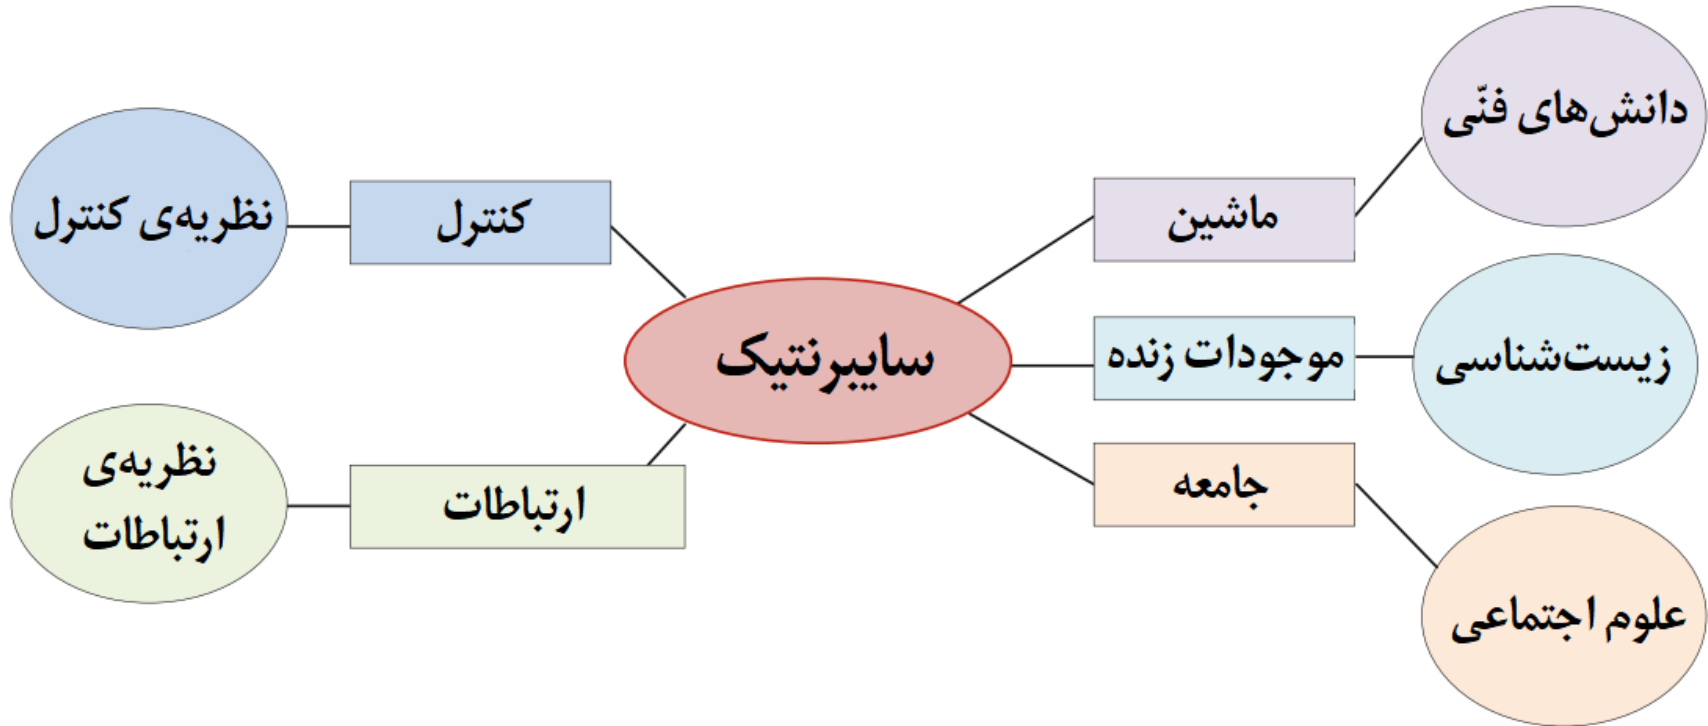 دانش‌های فنّی
ماشین
کنترل
نظریه‌ی کنترل
سایبرنتیک
موجودات زنده
زیست‌شناسی
جامعه
ارتباطات
نظریه‌ی
ارتباطات
علوم اجتماعی